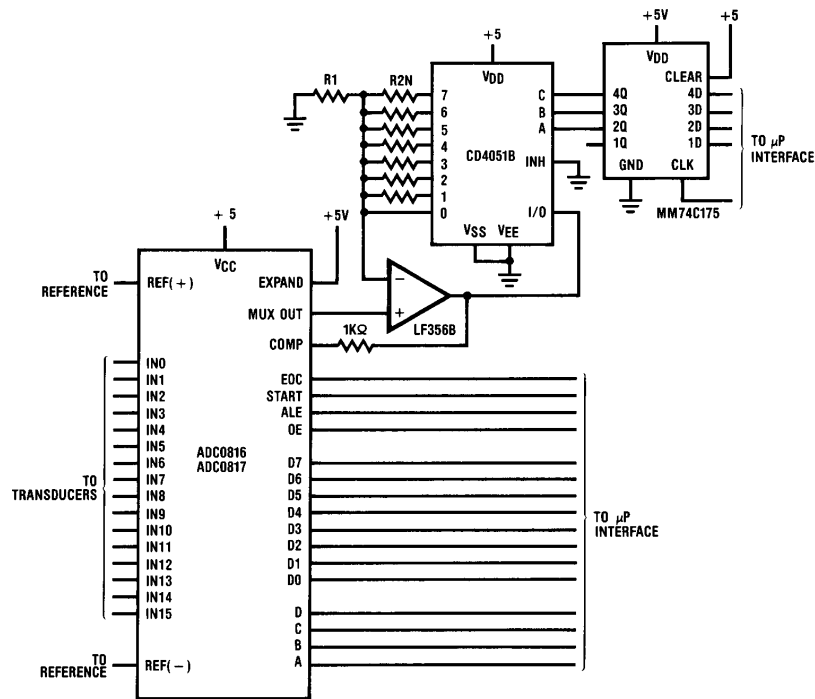 +5V
+5
+5
VDD
CLEAR
VDD
R1
R2N
7
6
5
4
3
2
1
0
C
B
A
INH
I/O
CD4051B
VSS
VEE
4Q
3Q
2Q
1Q
4D
3D
2D
1D
GND
CLK
MM74C175
TO µP
INTERFACE
+ 5
+5V
VCC
EXPAND
TO
REFERENCE
REF(+)
MUX OUT
−
+
LF356B
COMP
1KΩ
IN0
IN1
IN2
IN3
IN4
IN5
IN6
IN7
IN8
IN9
IN10
IN11
IN12
IN13
IN14
IN15
TO
TRANSDUCERS
ADC0816
ADC0817
EOC
START
ALE
OE
D7
D6
D5
D4
D3
D2
D1
D0
D
C
B
A
TO µP
INTERFACE
TO
REFERENCE
REF(−)